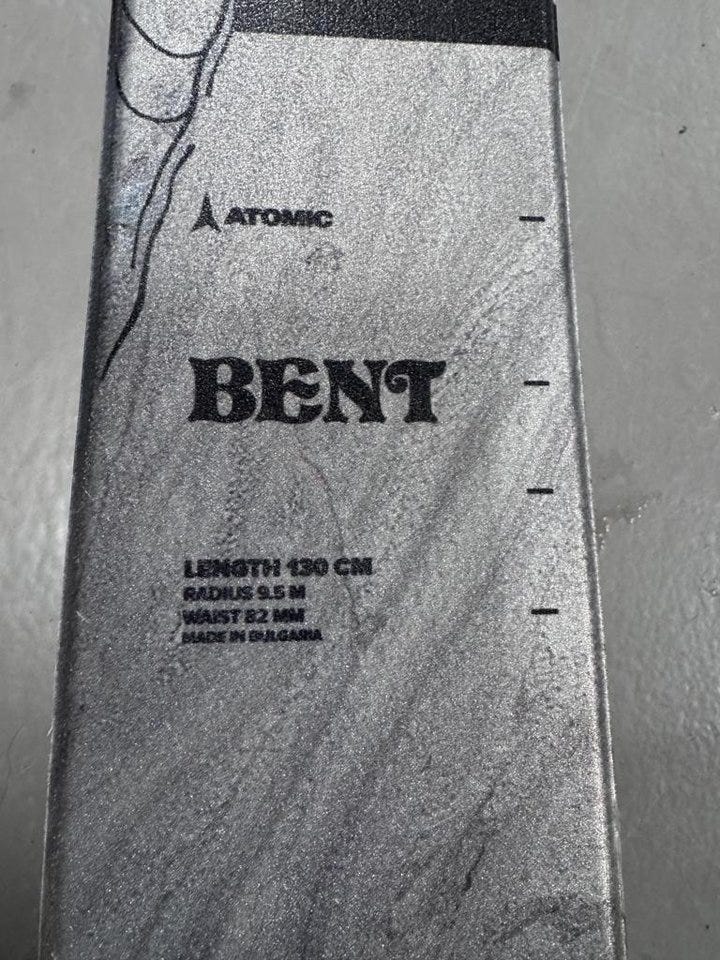 ATOMIC
BENT
LENGTH 130 CM
RADIUS 9.5 M
WAIST 82 MM
MADE IN BULGARIA